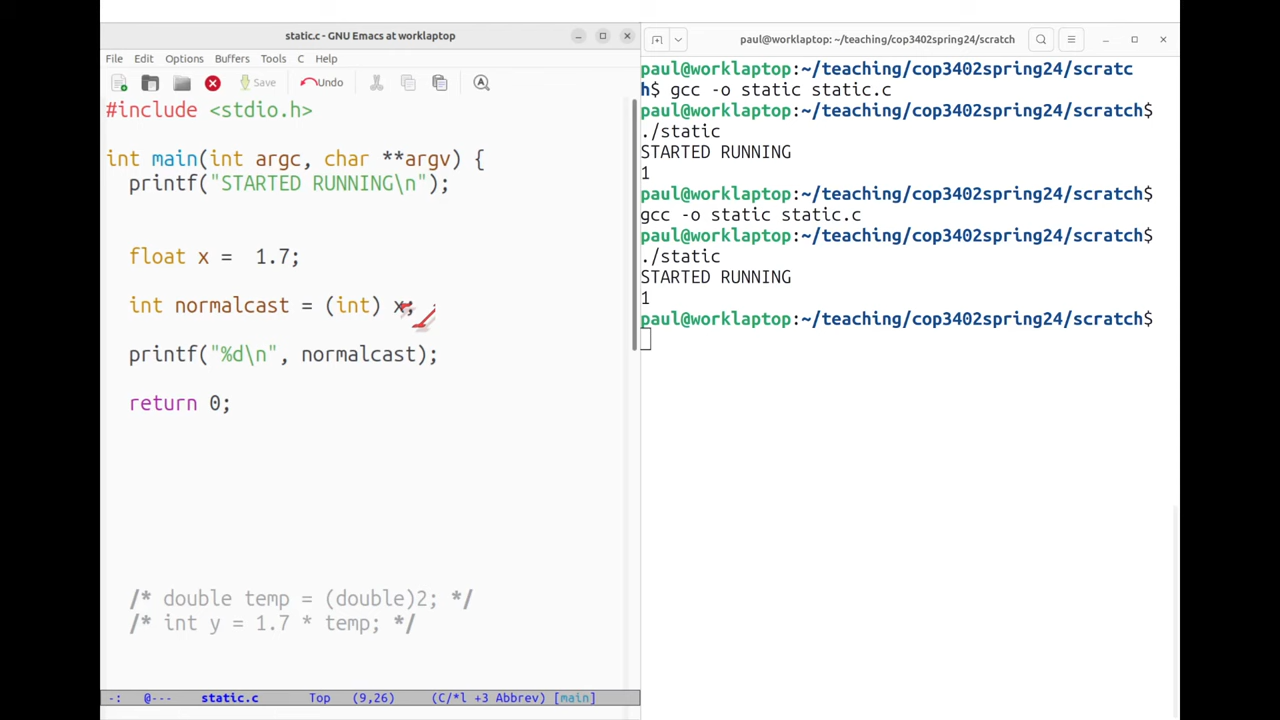 static.c - GNU Emacs at worklaptop
File Edit Options Buffers Tools C Help
Save Undo
#include <stdio.h>
int main(int argc, char **argv) {
printf("STARTED RUNNING\n");
float x =  1.7;
int normalcast = (int) x;
printf("%d\n", normalcast);
return 0;
/* double temp = (double)2; */
/* int y = 1.7 * temp; */
-: @--- static.c Top (9,26) (C/*l +3 Abbrev) [main]
paul@worklaptop: ~/teaching/cop3402spring24/scratch
paul@worklaptop:~/teaching/cop3402spring24/scratc
h$ gcc -o static static.c
paul@worklaptop:~/teaching/cop3402spring24/scratch$
./static
STARTED RUNNING
1
paul@worklaptop:~/teaching/cop3402spring24/scratch$
gcc -o static static.c
paul@worklaptop:~/teaching/cop3402spring24/scratch$
./static
STARTED RUNNING
1
paul@worklaptop:~/teaching/cop3402spring24/scratch$